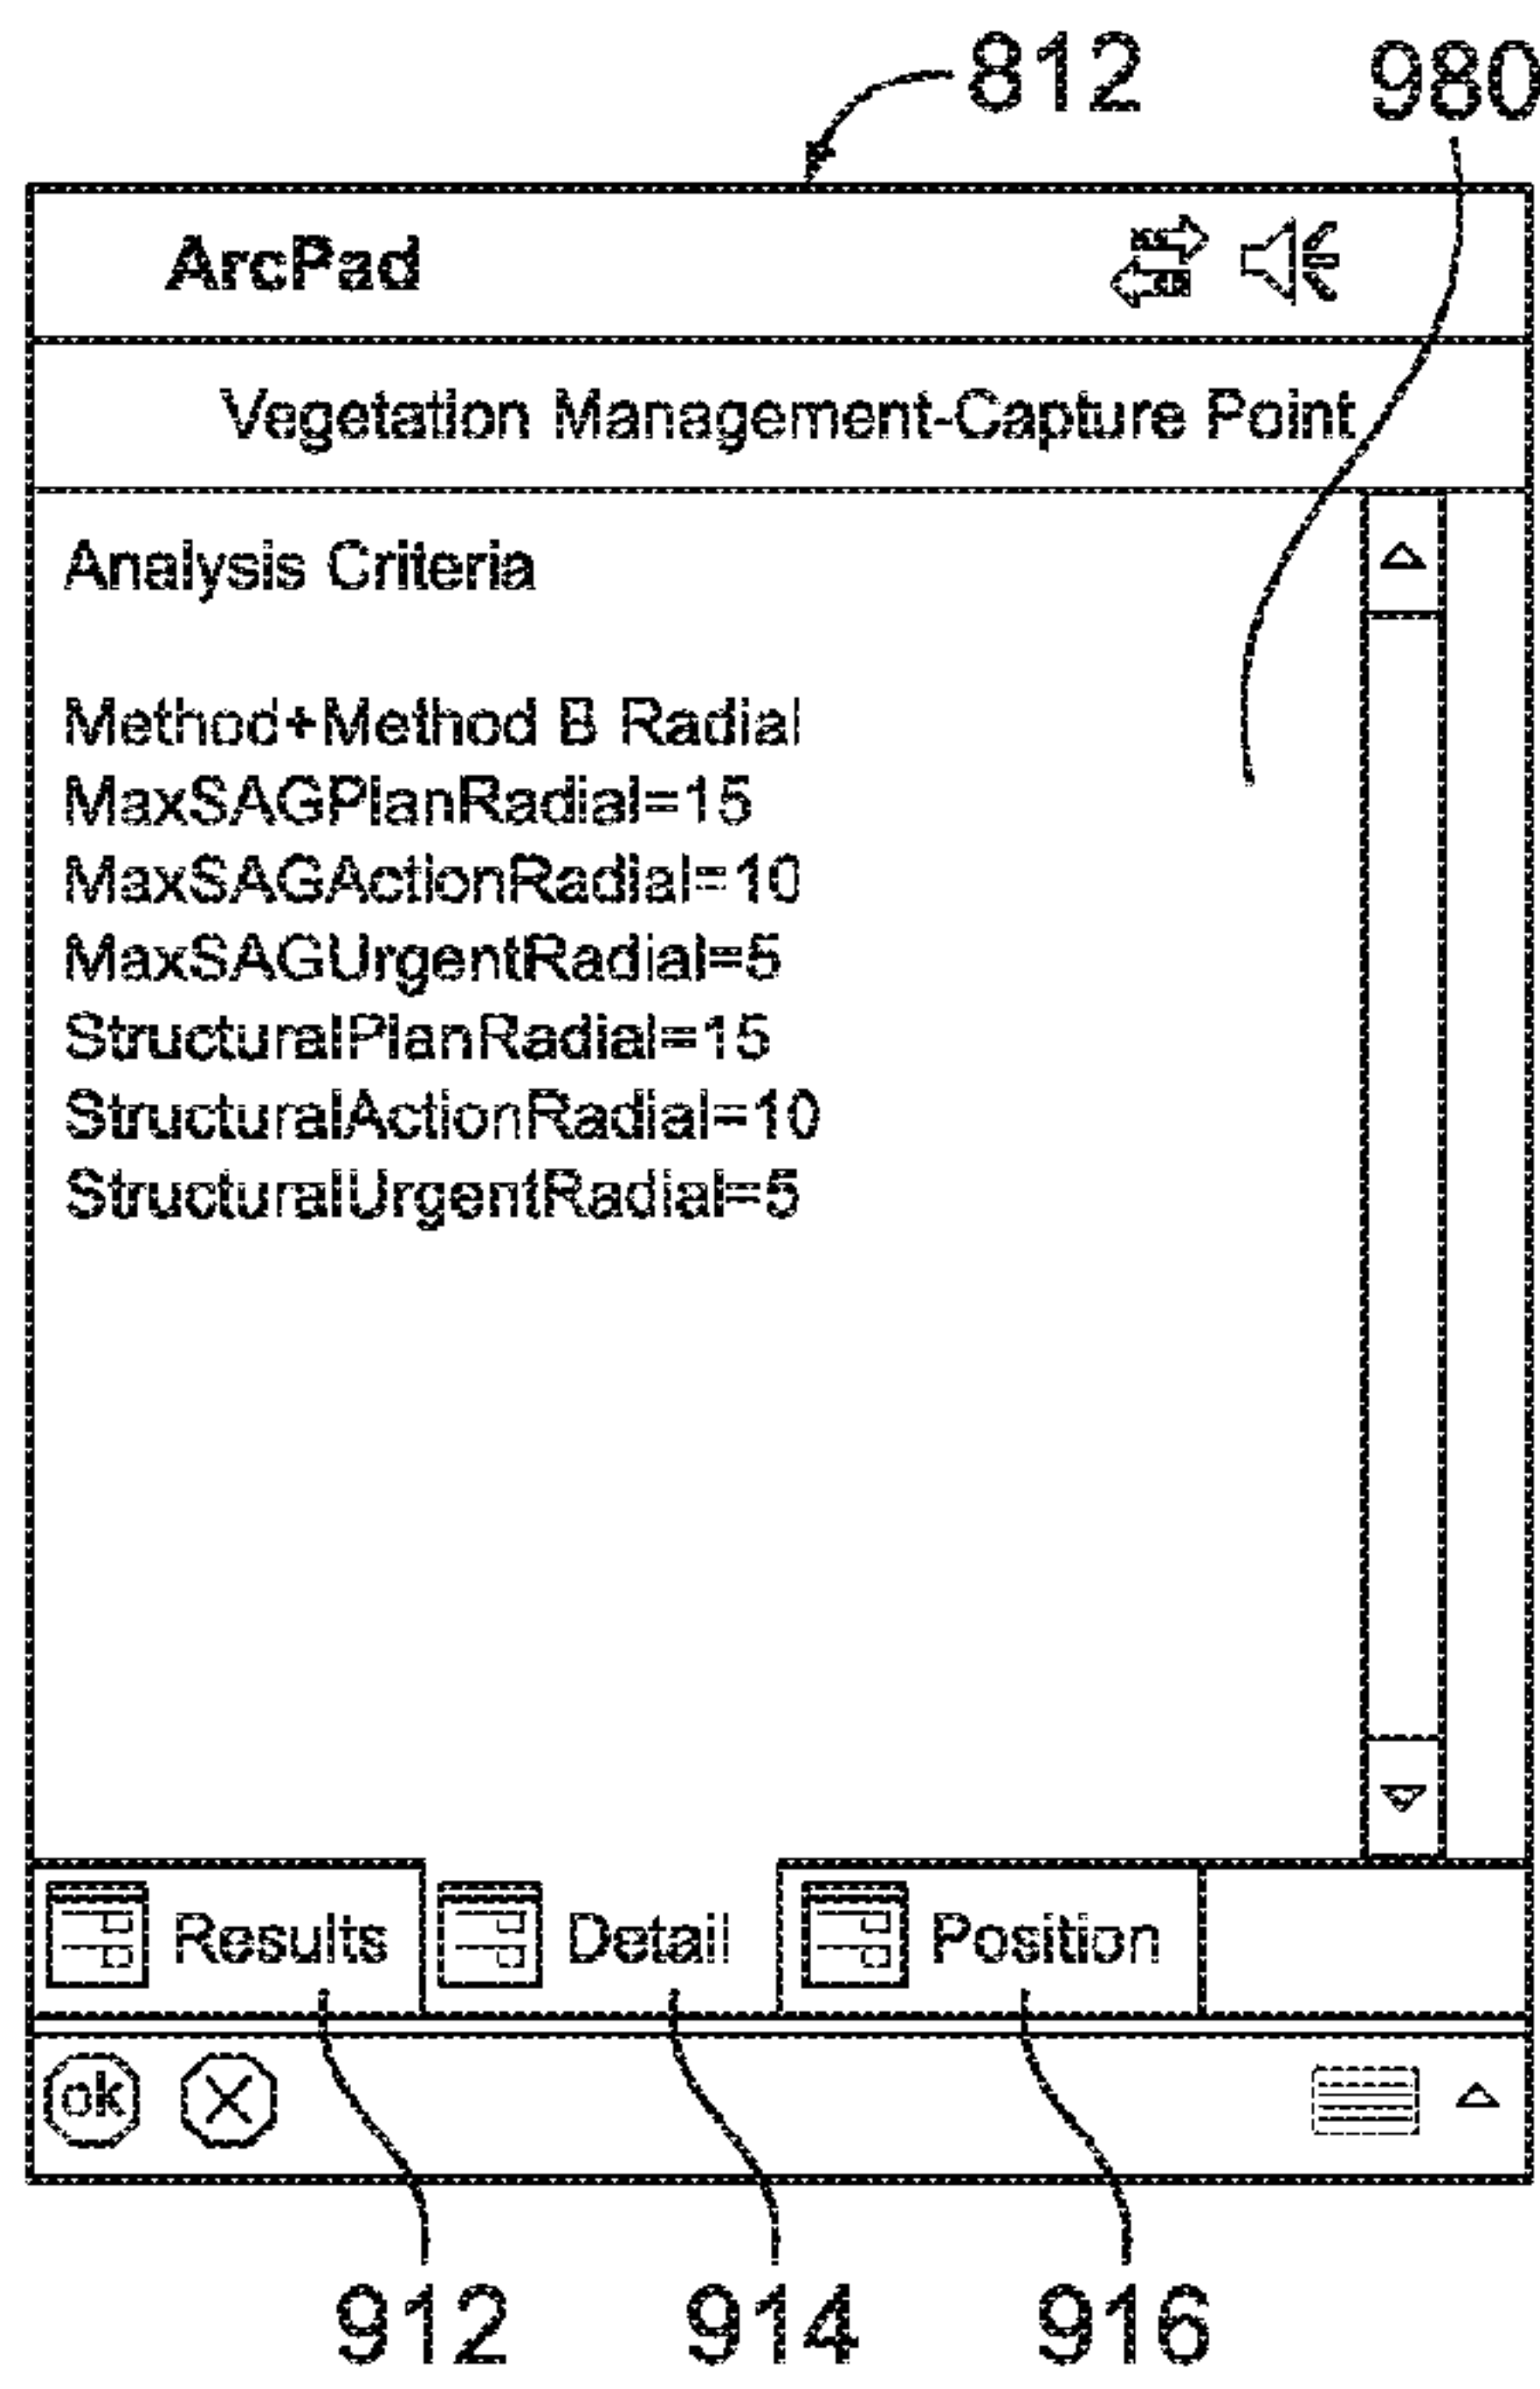 812 980
ArcPad
Vegetation Management-Capture Point
Analysis Criteria
Method+Method B Radial
MaxSAGPlanRadial=15
MaxSAGActionRadial=10
MaxSAGUrgentRadial=5
StructuralPlanRadial=15
StructuralActionRadial=10
StructuralUrgentRadial=5
Results Detail Position
ok
912 914 916